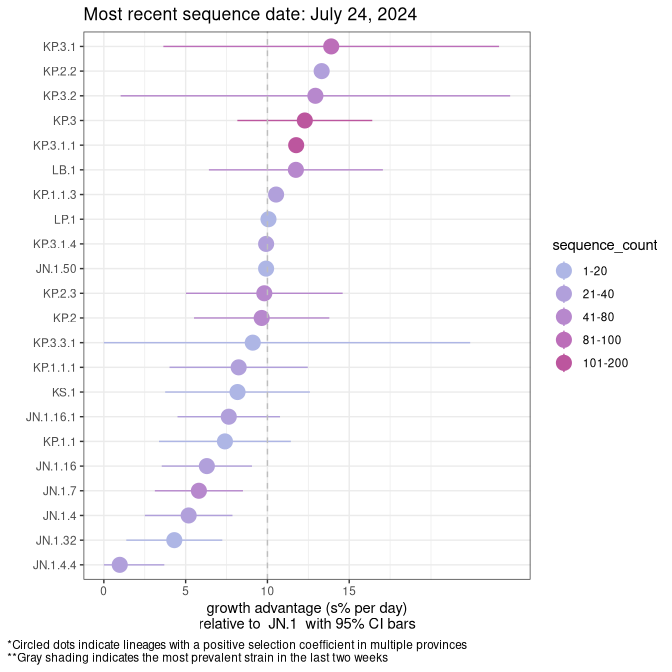 Most recent sequence date: July 24, 2024
KP.3.1
KP.2.2
KP.3.2
KP.3
KP.3.1.1
LB.1
KP.1.1.3
LP.1
KP.3.1.4
JN.1.50
KP.2.3
KP.2
KP.3.3.1
KP.1.1.1
KS.1
JN.1.16.1
KP.1.1
JN.1.16
JN.1.7
JN.1.4
JN.1.32
JN.1.4.4
0 5 10 15
growth advantage (s% per day)
relative to JN.1 with 95% CI bars
sequence_count
1-20
21-40
41-80
81-100
101-200
*Circled dots indicate lineages with a positive selection coefficient in multiple provinces
**Gray shading indicates the most prevalent strain in the last two weeks